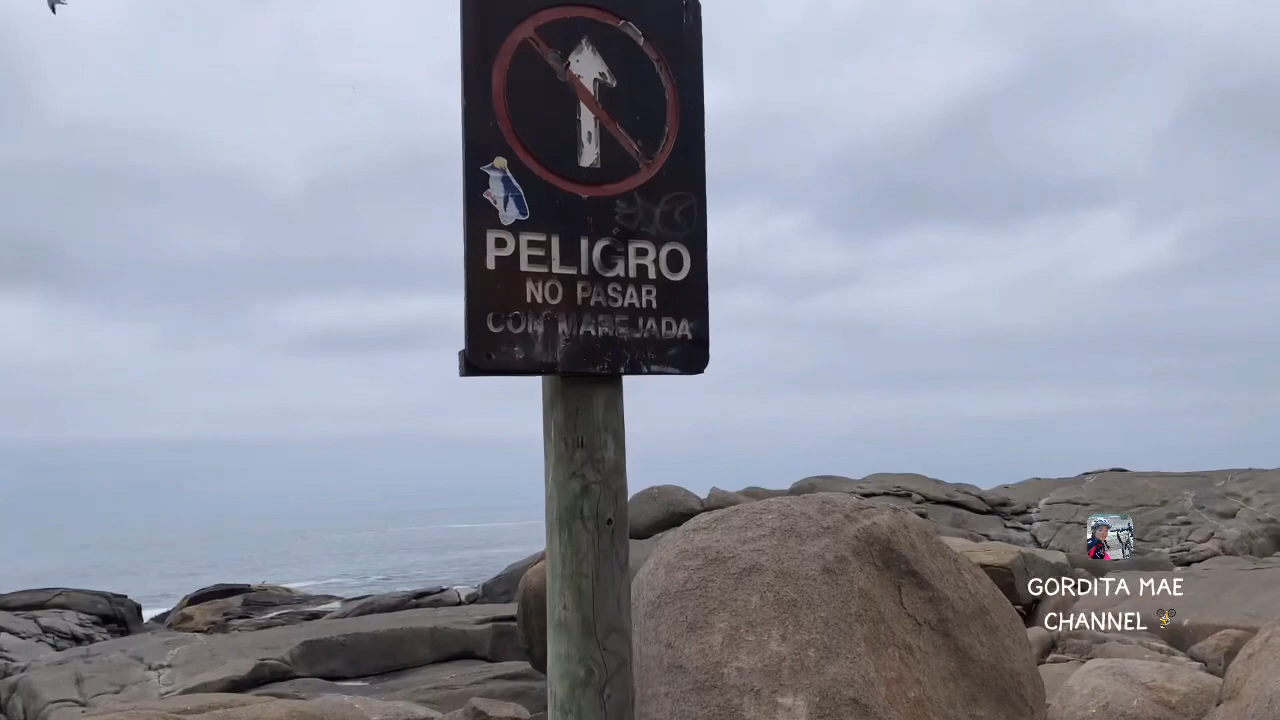 PELIGRO
NO PASAR
CON MAREJADA
GORDITA MAE
CHANNEL